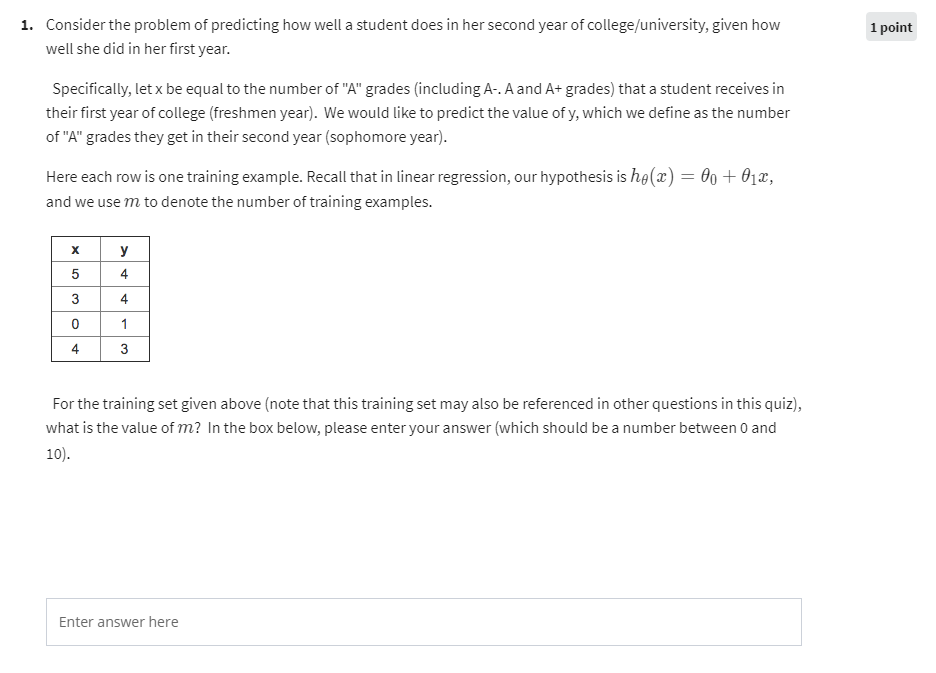 1. Consider the problem of predicting how well a student does in her second year of college/university, given how
1 point
well she did in her first year.
Specifically, let x be equal to the number of "A" grades (including A-. A and A+ grades) that a student receives in
their first year of college (freshmen year). We would like to predict the value of y, which we define as the number
of "A" grades they get in their second year (sophomore year).
Here each row is one training example. Recall that in linear regression, our hypothesis is hθ(x) = θ0 + θ1x,
and we use m to denote the number of training examples.
x y
5 4
3 4
0 1
4 3
For the training set given above (note that this training set may also be referenced in other questions in this quiz),
what is the value of m? In the box below, please enter your answer (which should be a number between 0 and
10).
Enter answer here